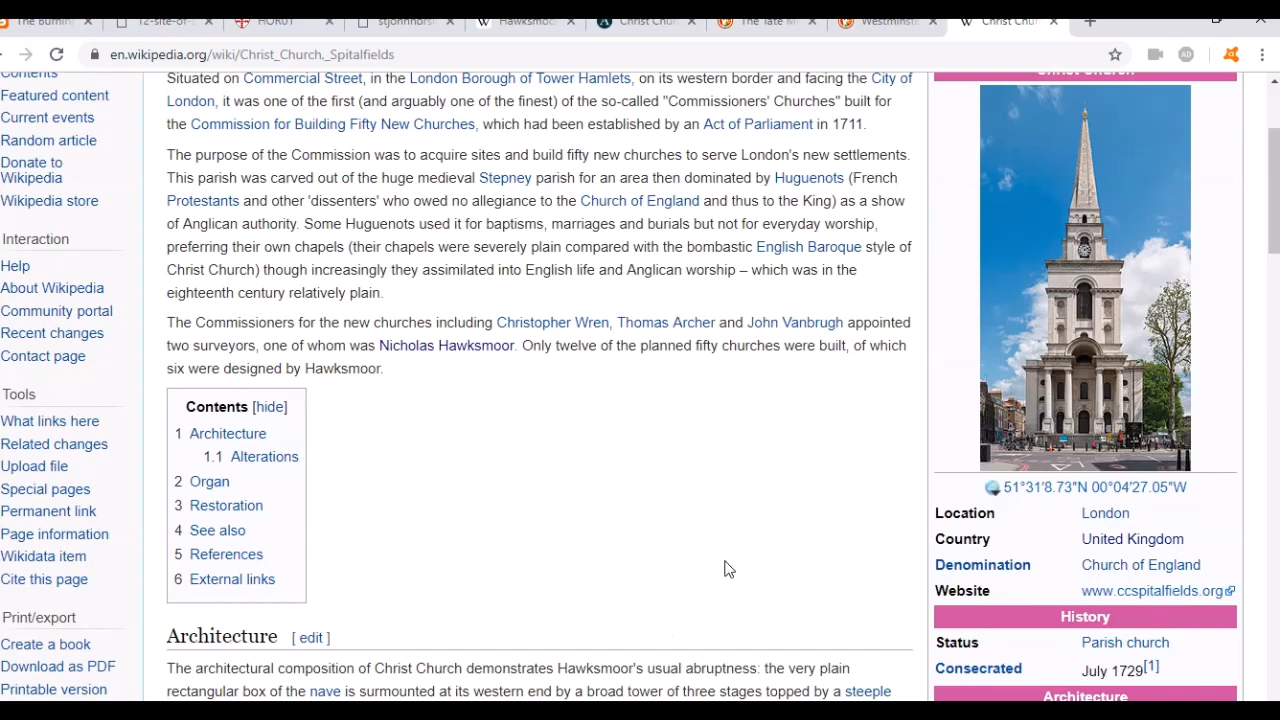 The Burning
12-site-of-s
HOR01
stjohnhorsl
Hawksmoo
Christ Churc
The Tate M
Westminste
Christ Chur
en.wikipedia.org/wiki/Christ_Church,_Spitalfields
Contents
Featured content
Current events
Random article
Donate to
Wikipedia
Wikipedia store
Interaction
Help
About Wikipedia
Community portal
Recent changes
Contact page
Tools
What links here
Related changes
Upload file
Special pages
Permanent link
Page information
Wikidata item
Cite this page
Print/export
Create a book
Download as PDF
Printable version
Situated on Commercial Street, in the London Borough of Tower Hamlets, on its western border and facing the City of
London, it was one of the first (and arguably one of the finest) of the so-called "Commissioners' Churches" built for
the Commission for Building Fifty New Churches, which had been established by an Act of Parliament in 1711.
The purpose of the Commission was to acquire sites and build fifty new churches to serve London's new settlements.
This parish was carved out of the huge medieval Stepney parish for an area then dominated by Huguenots (French
Protestants and other 'dissenters' who owed no allegiance to the Church of England and thus to the King) as a show
of Anglican authority. Some Huguenots used it for baptisms, marriages and burials but not for everyday worship,
preferring their own chapels (their chapels were severely plain compared with the bombastic English Baroque style of
Christ Church) though increasingly they assimilated into English life and Anglican worship – which was in the
eighteenth century relatively plain.
The Commissioners for the new churches including Christopher Wren, Thomas Archer and John Vanbrugh appointed
two surveyors, one of whom was Nicholas Hawksmoor. Only twelve of the planned fifty churches were built, of which
six were designed by Hawksmoor.
Contents [hide]
1 Architecture
1.1 Alterations
2 Organ
3 Restoration
4 See also
5 References
6 External links
Architecture [ edit ]
The architectural composition of Christ Church demonstrates Hawksmoor's usual abruptness: the very plain
rectangular box of the nave is surmounted at its western end by a broad tower of three stages topped by a steeple
Christ Church
51°31′8.73″N 00°04′27.05″W
Location London
Country United Kingdom
Denomination Church of England
Website www.ccspitalfields.org
History
Status Parish church
Consecrated July 1729[1]
Architecture